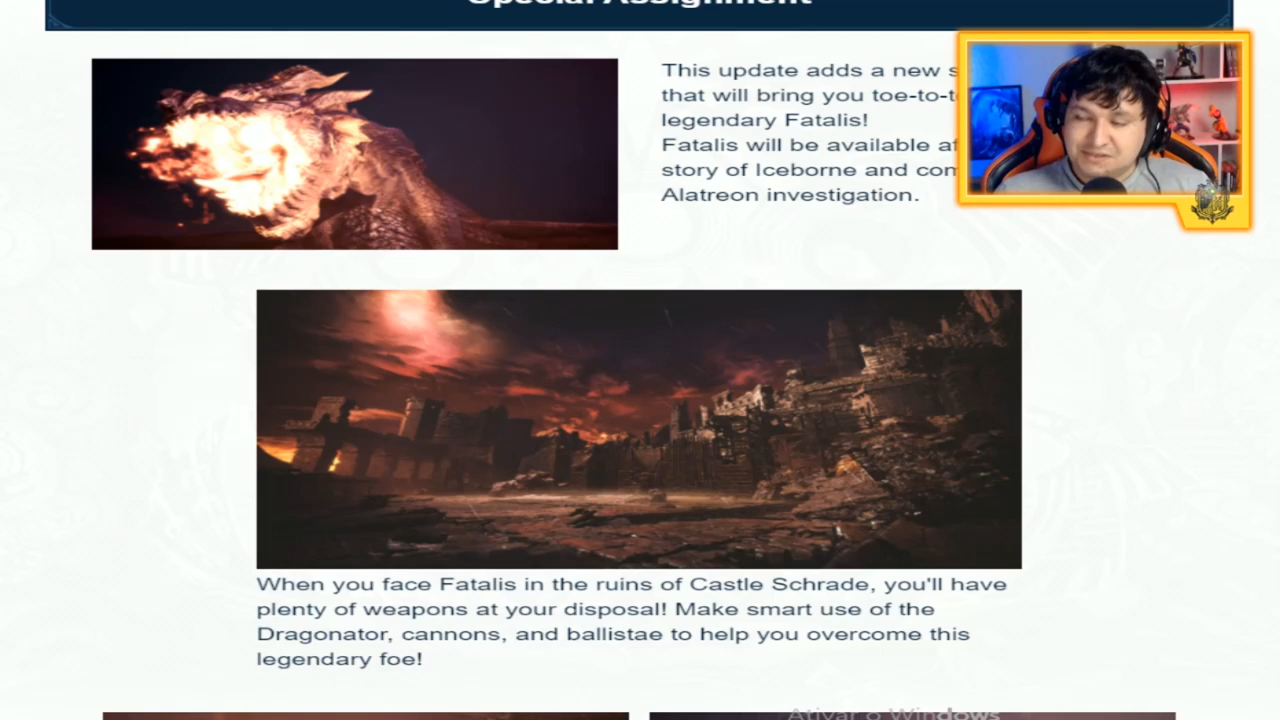 Special Assignment
This update adds a new
that will bring you toe-to-
legendary Fatalis!
Fatalis will be available
story of Iceborne and
Alatreon investigation.
When you face Fatalis in the ruins of Castle Schrade, you'll have
plenty of weapons at your disposal! Make smart use of the
Dragonator, cannons, and ballistae to help you overcome this
legendary foe!
Ativar o Windows